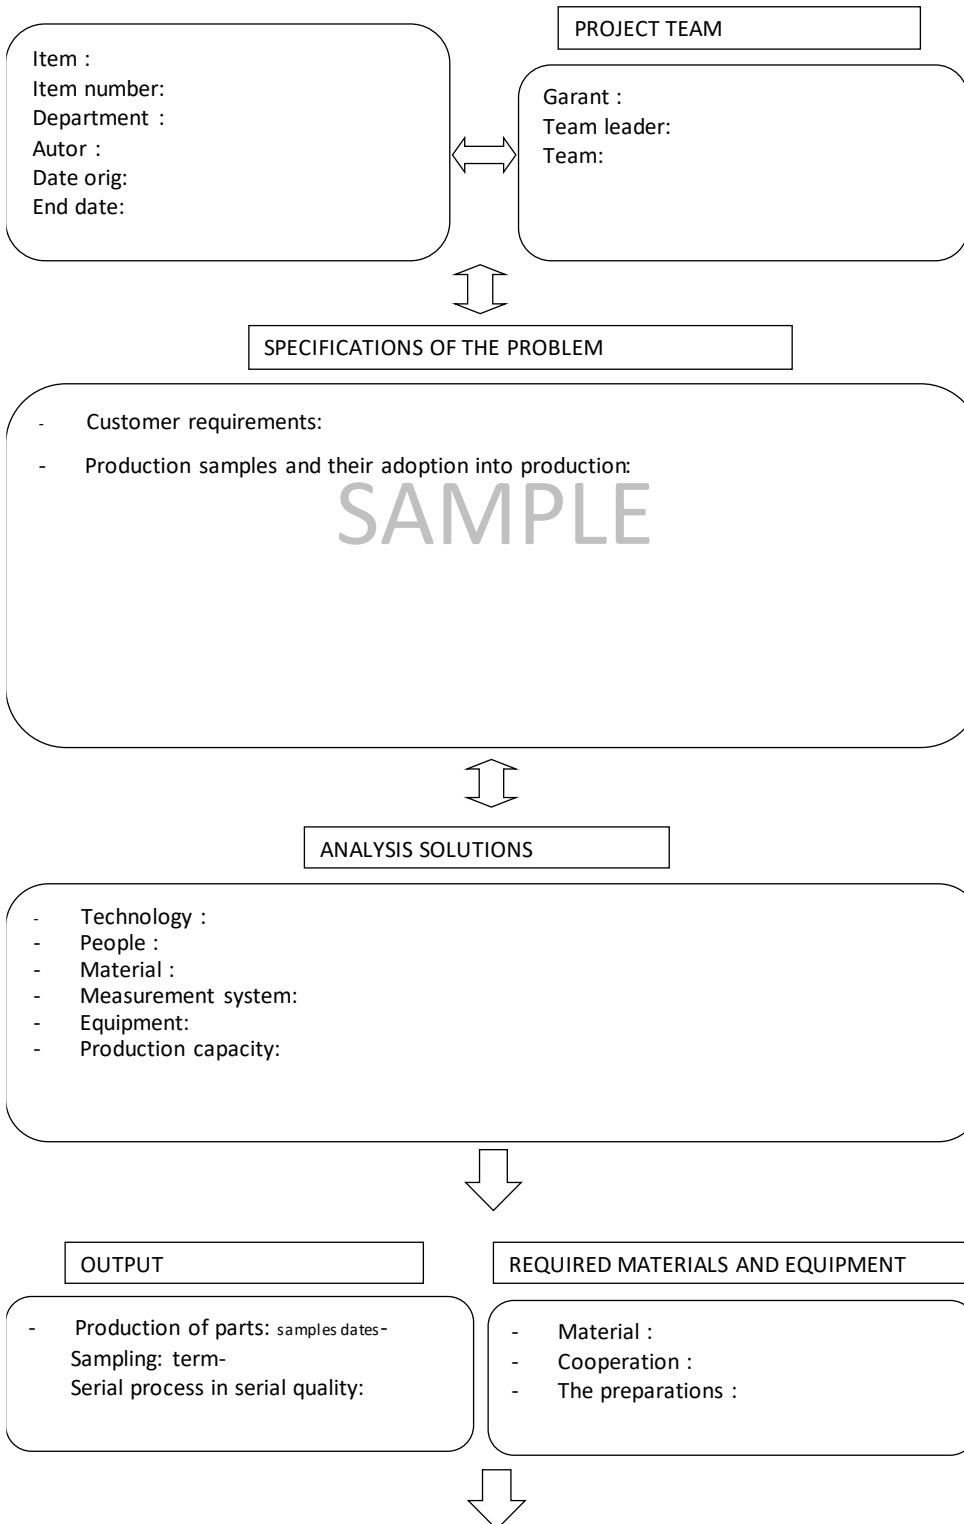 Item :
Item number:
Department :
Autor :
Date orig:
End date:
PROJECT TEAM
Garant :
Team leader:
Team:
SPECIFICATIONS OF THE PROBLEM
- Customer requirements:
- Production samples and their adoption into production:
SAMPLE
ANALYSIS SOLUTIONS
- Technology :
- People :
- Material :
- Measurement system:
- Equipment:
- Production capacity:
OUTPUT
- Production of parts: samples dates-
Sampling: term-
Serial process in serial quality:
REQUIRED MATERIALS AND EQUIPMENT
- Material :
- Cooperation :
- The preparations :